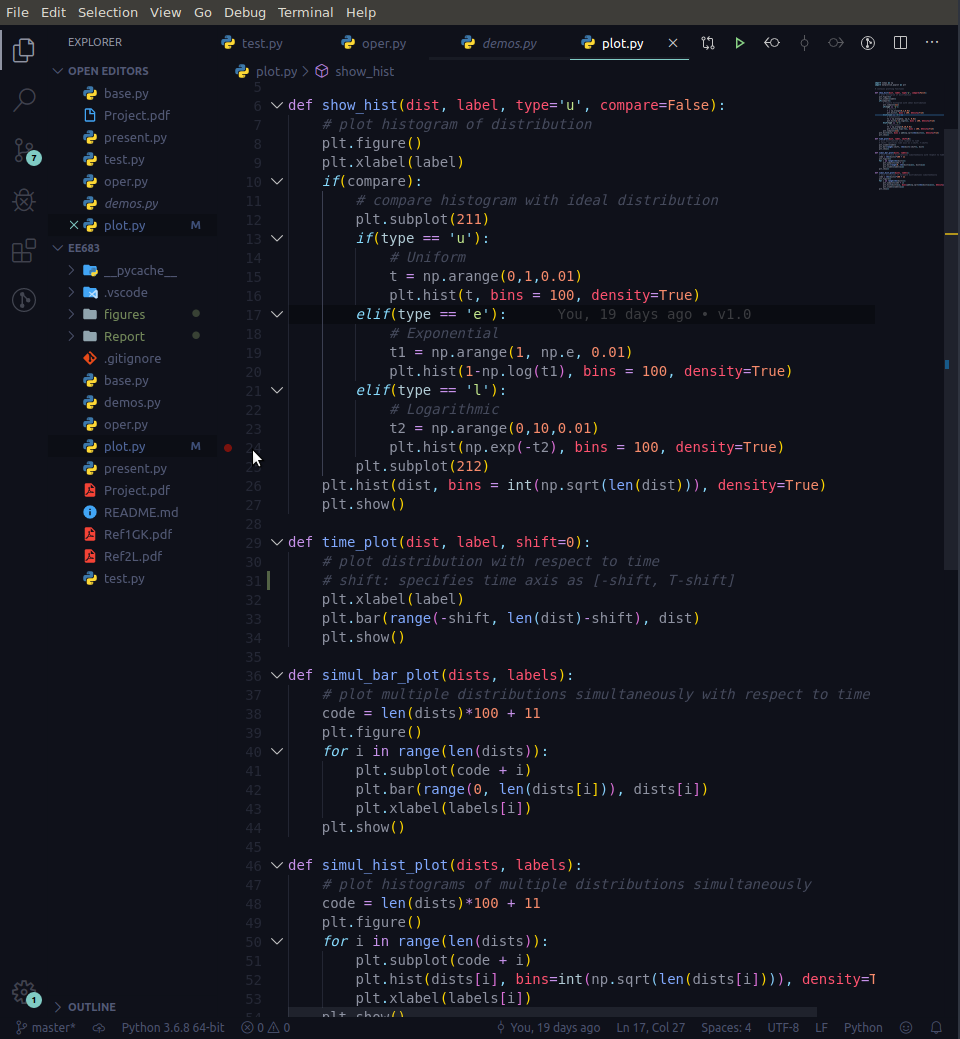 File Edit Selection View Go Debug Terminal Help
EXPLORER
test.py
oper.py
demos.py
plot.py
OPEN EDITORS
base.py
Project.pdf
present.py
test.py
oper.py
demos.py
plot.py M
7
EE683
__pycache__
.vscode
figures
Report
.gitignore
base.py
demos.py
oper.py
plot.py M
present.py
Project.pdf
README.md
Ref1GK.pdf
Ref2L.pdf
test.py
1
OUTLINE
plot.py > show_hist
5
6 def show_hist(dist, label, type='u', compare=False):
7 # plot histogram of distribution
8 plt.figure()
9 plt.xlabel(label)
10 if(compare):
11 # compare histogram with ideal distribution
12 plt.subplot(211)
13 if(type == 'u'):
14 # Uniform
15 t = np.arange(0,1,0.01)
16 plt.hist(t, bins = 100, density=True)
17 elif(type == 'e'): You, 19 days ago • v1.0
18 # Exponential
19 t1 = np.arange(1, np.e, 0.01)
20 plt.hist(1-np.log(t1), bins = 100, density=True)
21 elif(type == 'l'):
22 # Logarithmic
23 t2 = np.arange(0,10,0.01)
24 plt.hist(np.exp(-t2), bins = 100, density=True)
25 plt.subplot(212)
26 plt.hist(dist, bins = int(np.sqrt(len(dist))), density=True)
27 plt.show()
28
29 def time_plot(dist, label, shift=0):
30 # plot distribution with respect to time
31 # shift: specifies time axis as [-shift, T-shift]
32 plt.xlabel(label)
33 plt.bar(range(-shift, len(dist)-shift), dist)
34 plt.show()
35
36 def simul_bar_plot(dists, labels):
37 # plot multiple distributions simultaneously with respect to time
38 code = len(dists)*100 + 11
39 plt.figure()
40 for i in range(len(dists)):
41 plt.subplot(code + i)
42 plt.bar(range(0, len(dists[i])), dists[i])
43 plt.xlabel(labels[i])
44 plt.show()
45
46 def simul_hist_plot(dists, labels):
47 # plot histograms of multiple distributions simultaneously
48 code = len(dists)*100 + 11
49 plt.figure()
50 for i in range(len(dists)):
51 plt.subplot(code + i)
52 plt.hist(dists[i], bins=int(np.sqrt(len(dists[i]))), density=T
53 plt.xlabel(labels[i])
54 plt.show()
master* Python 3.6.8 64-bit 0 0 You, 19 days ago Ln 17, Col 27 Spaces: 4 UTF-8 LF Python